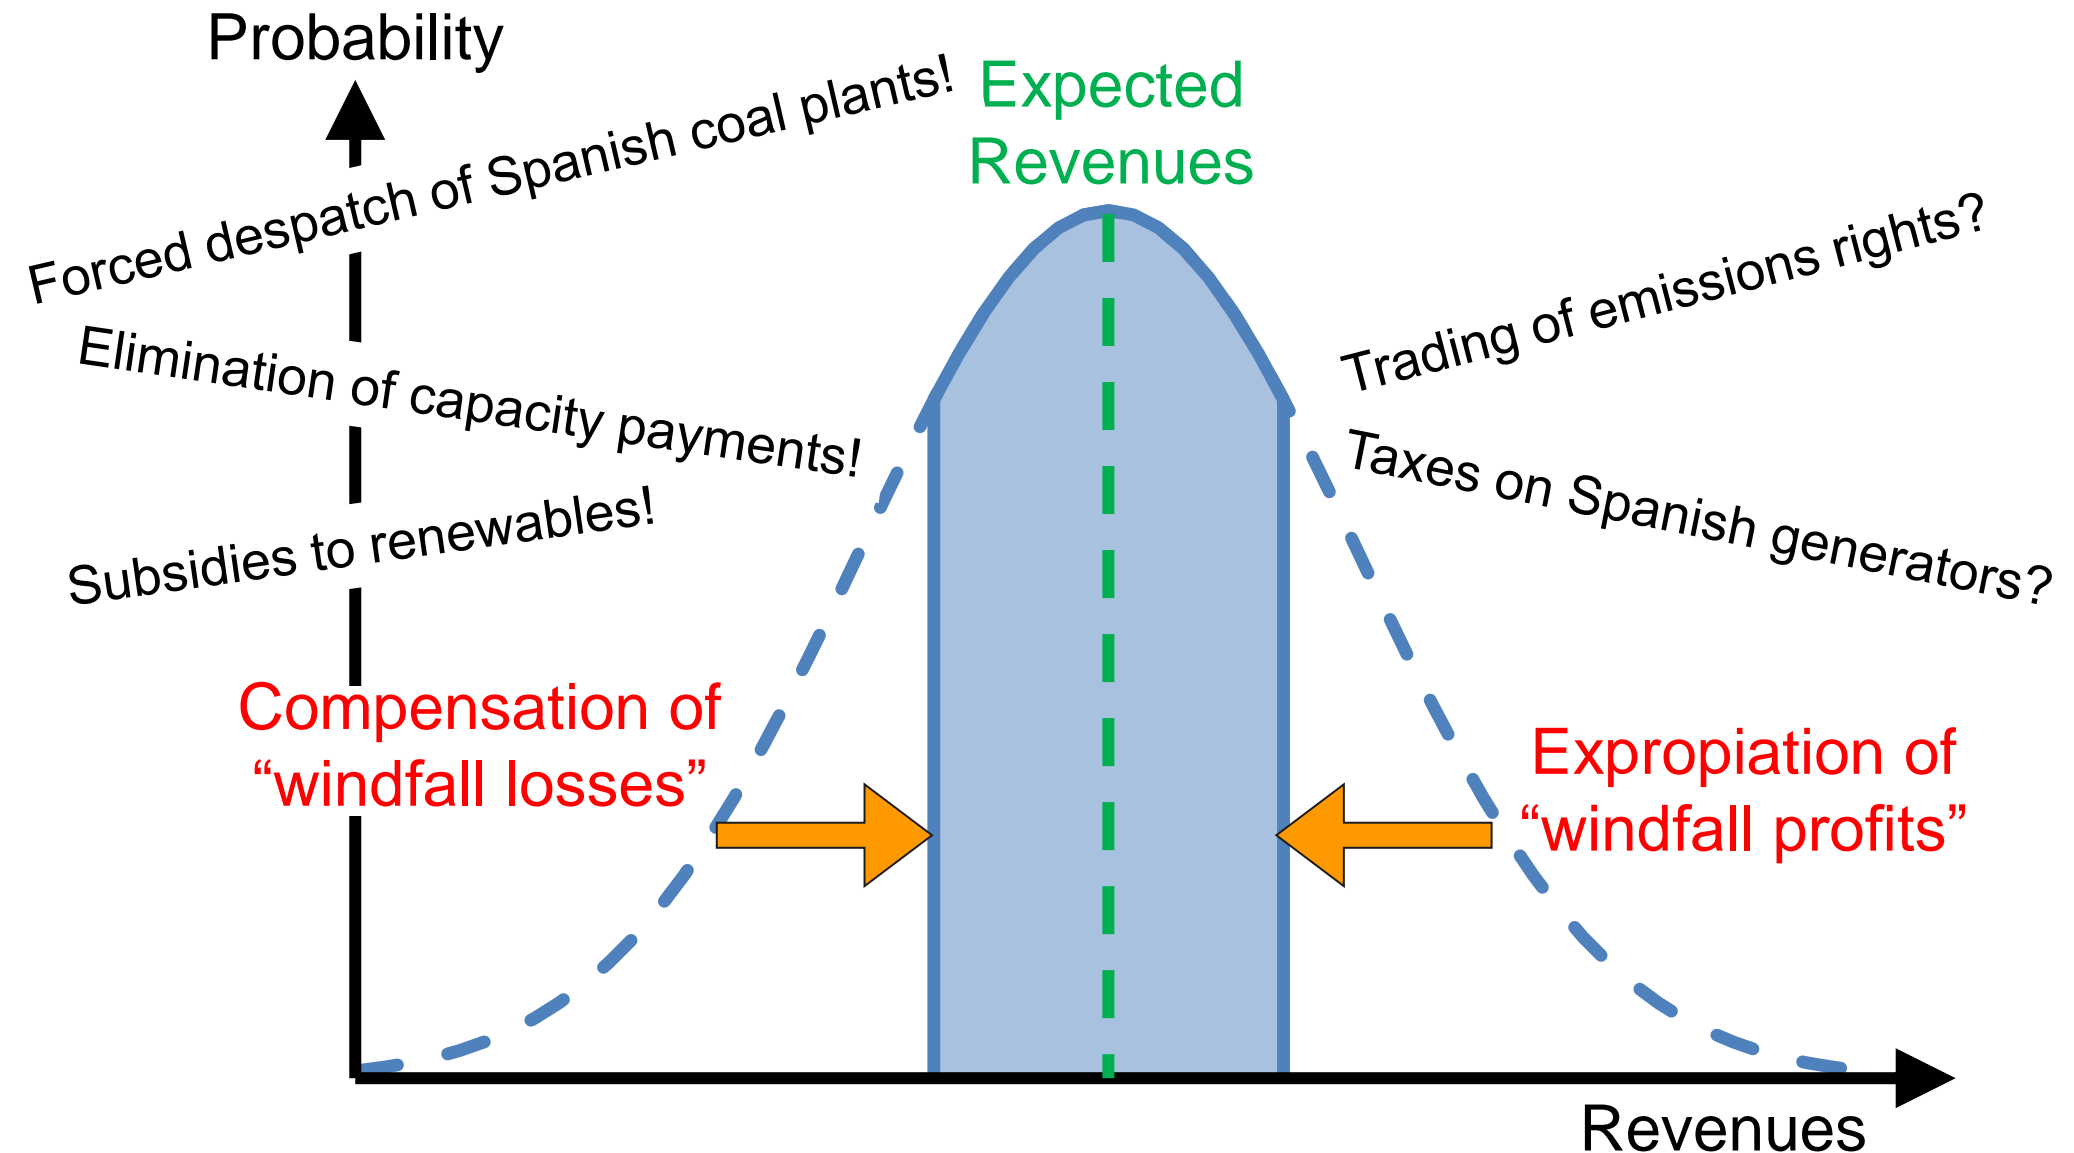 Probability
Forced despatch of Spanish coal plants!
Expected
Revenues
Elimination of capacity payments!
Subsidies to renewables!
Trading of emissions rights?
Taxes on Spanish generators?
Compensation of
“windfall losses”
Expropiation of
“windfall profits”
Revenues